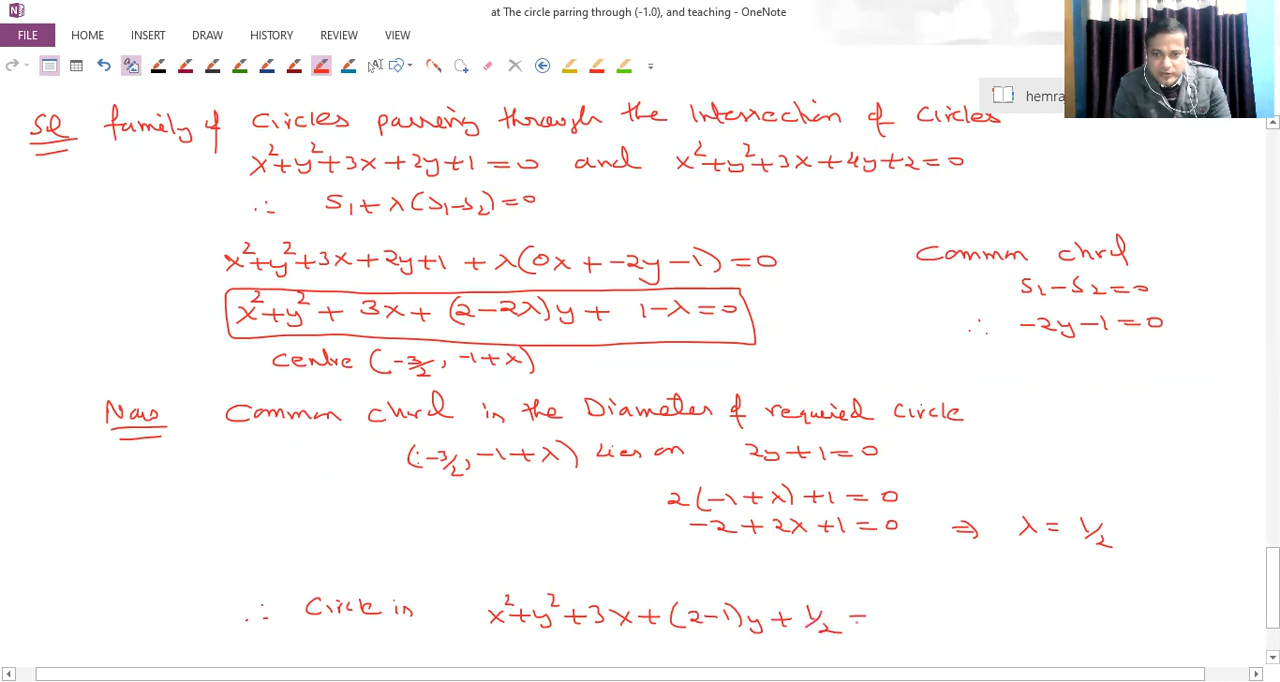 at The circle parring through (-1.0), and teaching - OneNote
FILE HOME INSERT DRAW HISTORY REVIEW VIEW
hemra
Sol family of circles passing through the Intersection of circles
x²+y²+3x+2y+1=0 and x²+y²+3x+4y+2=0
∴ S₁+λ(S₁-S₂)=0
x²+y²+3x+2y+1 + λ(0x + -2y-1)=0
x²+y²+ 3x+ (2-2λ)y+ 1-λ=0
centre (-3/2, -1+λ)
Common chord
S₁-S₂=0
∴ -2y-1=0
Now Common chord is the Diameter of required circle
(-3/2, -1+λ) lies on 2y+1=0
2(-1+λ)+1=0
-2+2λ+1=0 ⇒ λ= 1/2
∴ Circle is x²+y²+3x+(2-1)y+1/2 =